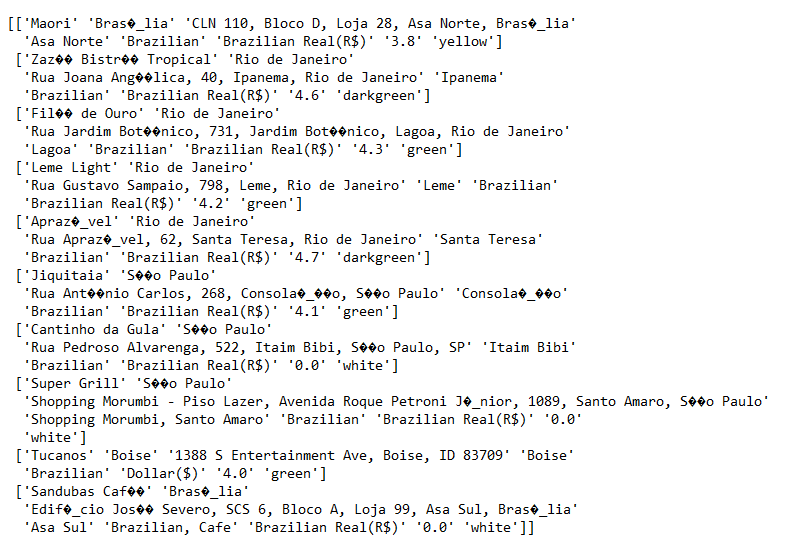 [['Maori' 'Bras�_lia' 'CLN 110, Bloco D, Loja 28, Asa Norte, Bras�_lia'
'Asa Norte' 'Brazilian' 'Brazilian Real(R$)' '3.8' 'yellow']
['Zaz�� Bistr�� Tropical' 'Rio de Janeiro'
'Rua Joana Ang��lica, 40, Ipanema, Rio de Janeiro' 'Ipanema'
'Brazilian' 'Brazilian Real(R$)' '4.6' 'darkgreen']
['Fil�� de Ouro' 'Rio de Janeiro'
'Rua Jardim Bot��nico, 731, Jardim Bot��nico, Lagoa, Rio de Janeiro'
'Lagoa' 'Brazilian' 'Brazilian Real(R$)' '4.3' 'green']
['Leme Light' 'Rio de Janeiro'
'Rua Gustavo Sampaio, 798, Leme, Rio de Janeiro' 'Leme' 'Brazilian'
'Brazilian Real(R$)' '4.2' 'green']
['Apraz�_vel' 'Rio de Janeiro'
'Rua Apraz�_vel, 62, Santa Teresa, Rio de Janeiro' 'Santa Teresa'
'Brazilian' 'Brazilian Real(R$)' '4.7' 'darkgreen']
['Jiquitaia' 'S��o Paulo'
'Rua Ant��nio Carlos, 268, Consola�_��o, S��o Paulo' 'Consola�_��o'
'Brazilian' 'Brazilian Real(R$)' '4.1' 'green']
['Cantinho da Gula' 'S��o Paulo'
'Rua Pedroso Alvarenga, 522, Itaim Bibi, S��o Paulo, SP' 'Itaim Bibi'
'Brazilian' 'Brazilian Real(R$)' '0.0' 'white']
['Super Grill' 'S��o Paulo'
'Shopping Morumbi - Piso Lazer, Avenida Roque Petroni J�_nior, 1089, Santo Amaro, S��o Paulo'
'Shopping Morumbi, Santo Amaro' 'Brazilian' 'Brazilian Real(R$)' '0.0'
'white']
['Tucanos' 'Boise' '1388 S Entertainment Ave, Boise, ID 83709' 'Boise'
'Brazilian' 'Dollar($)' '4.0' 'green']
['Sandubas Caf��' 'Bras�_lia'
'Edif�_cio Jos�� Severo, SCS 6, Bloco A, Loja 99, Asa Sul, Bras�_lia'
'Asa Sul' 'Brazilian, Cafe' 'Brazilian Real(R$)' '0.0' 'white']]